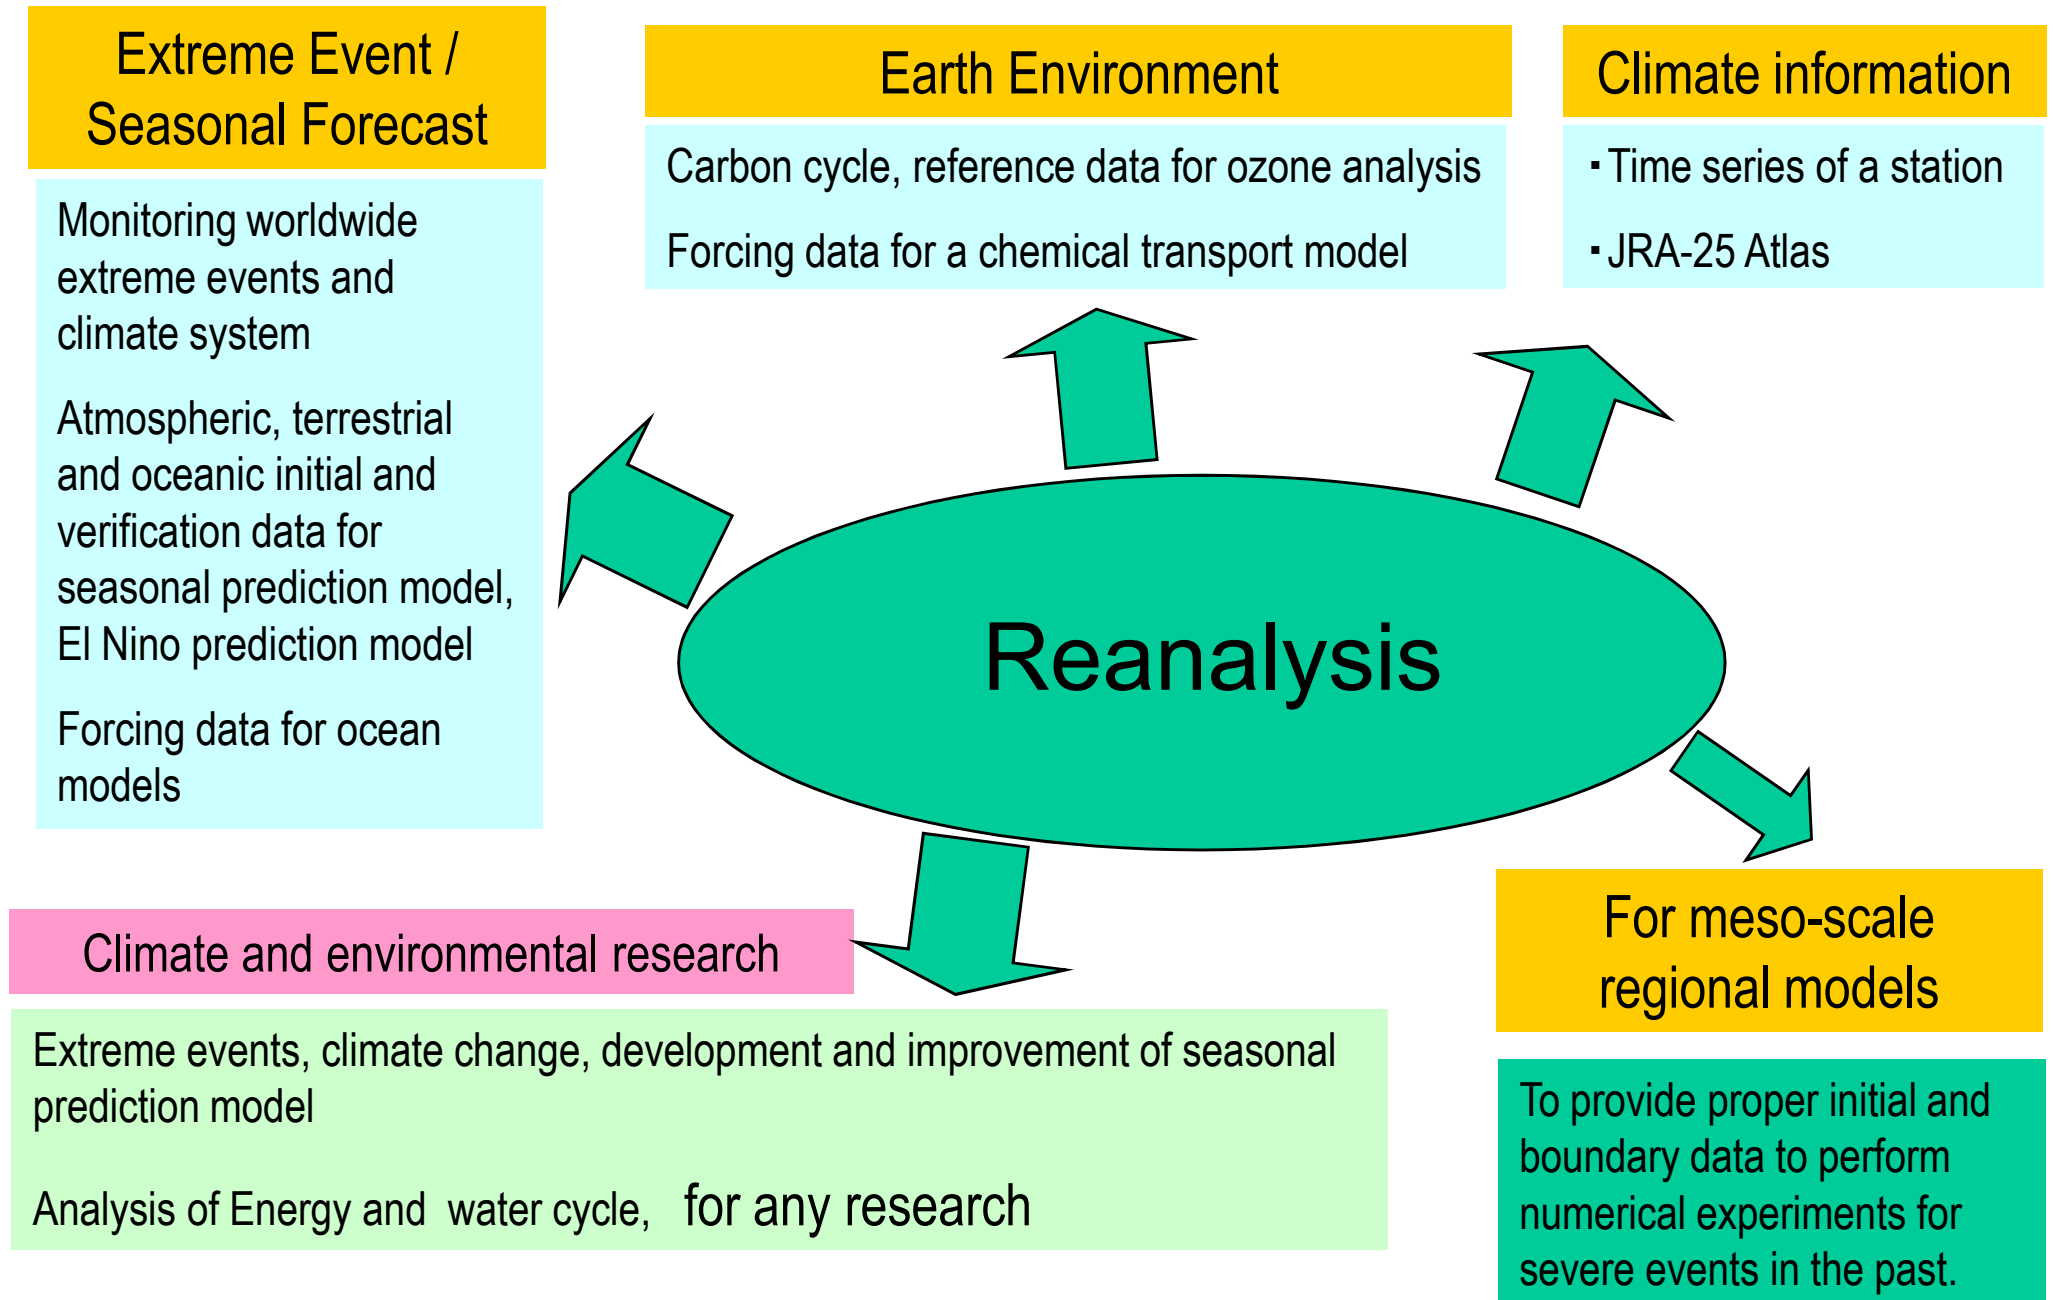 Extreme Event /
Seasonal Forecast
Monitoring worldwide
extreme events and
climate system
Atmospheric, terrestrial
and oceanic initial and
verification data for
seasonal prediction model,
El Nino prediction model
Forcing data for ocean
models
Earth Environment
Carbon cycle, reference data for ozone analysis
Forcing data for a chemical transport model
Climate information
・Time series of a station
・JRA-25 Atlas
Reanalysis
Climate and environmental research
Extreme events, climate change, development and improvement of seasonal
prediction model
Analysis of Energy and water cycle, for any research
For meso-scale
regional models
To provide proper initial and
boundary data to perform
numerical experiments for
severe events in the past.